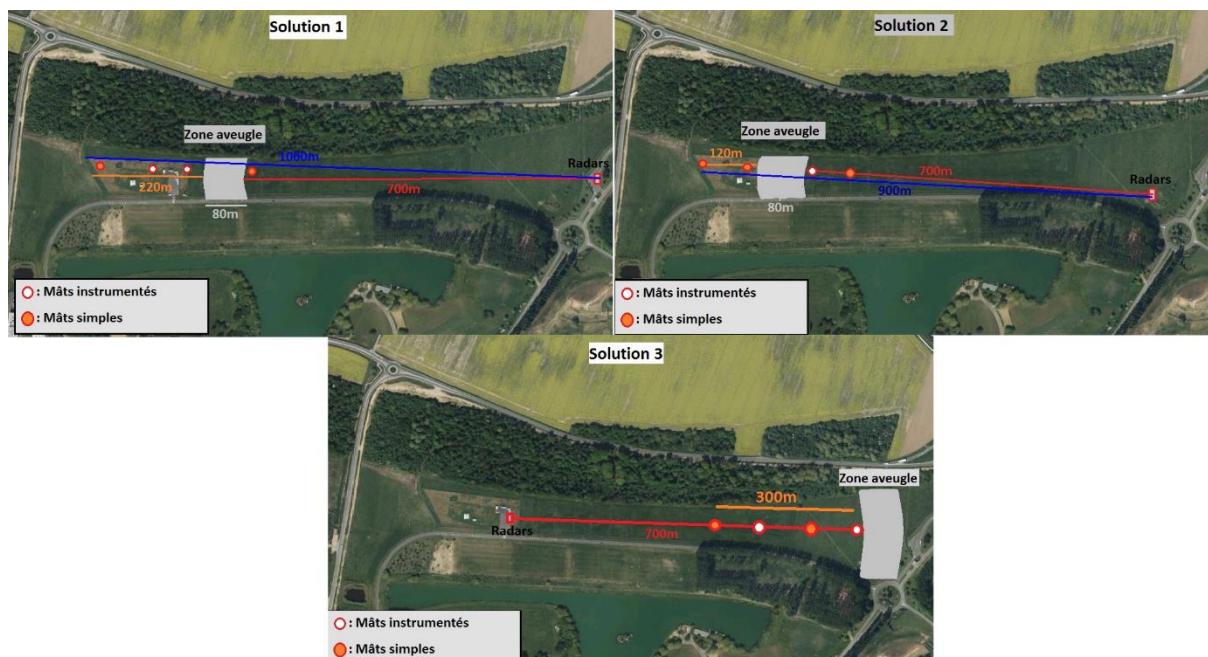 Solution 1
Zone aveugle
1000m
Radars
220m
700m
80m
: Mâts instrumentés
: Mâts simples
Solution 2
Zone aveugle
120m
700m
Radars
900m
80m
: Mâts instrumentés
: Mâts simples
Solution 3
Zone aveugle
300m
Radars
700m
: Mâts instrumentés
: Mâts simples